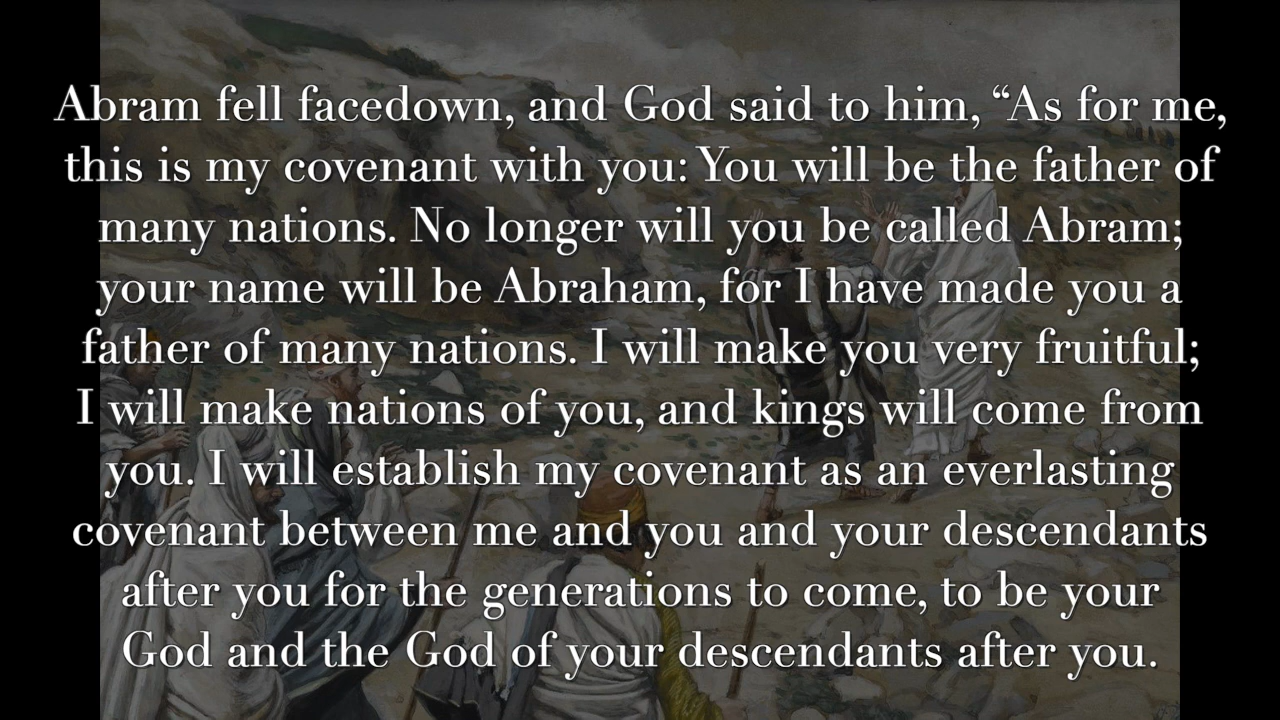 Abram fell facedown, and God said to him, “As for me,
this is my covenant with you: You will be the father of
many nations. No longer will you be called Abram;
your name will be Abraham, for I have made you a
father of many nations. I will make you very fruitful;
I will make nations of you, and kings will come from
you. I will establish my covenant as an everlasting
covenant between me and you and your descendants
after you for the generations to come, to be your
God and the God of your descendants after you.